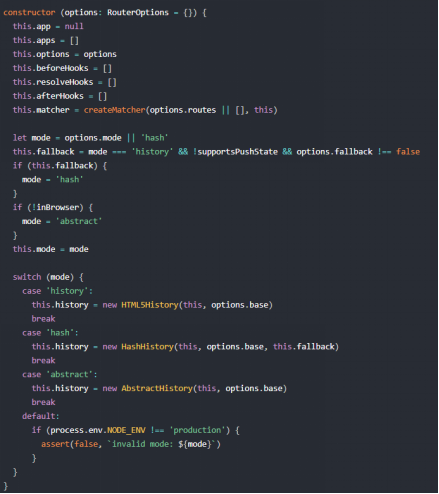 constructor (options: RouterOptions = {}) {
  this.app = null
  this.apps = []
  this.options = options
  this.beforeHooks = []
  this.resolveHooks = []
  this.afterHooks = []
  this.matcher = createMatcher(options.routes || [], this)

  let mode = options.mode || 'hash'
  this.fallback = mode === 'history' && !supportsPushState && options.fallback !== false
  if (this.fallback) {
    mode = 'hash'
  }
  if (!inBrowser) {
    mode = 'abstract'
  }
  this.mode = mode

  switch (mode) {
    case 'history':
      this.history = new HTML5History(this, options.base)
      break
    case 'hash':
      this.history = new HashHistory(this, options.base, this.fallback)
      break
    case 'abstract':
      this.history = new AbstractHistory(this, options.base)
      break
    default:
      if (process.env.NODE_ENV !== 'production') {
        assert(false, `invalid mode: ${mode}`)
      }
  }
}